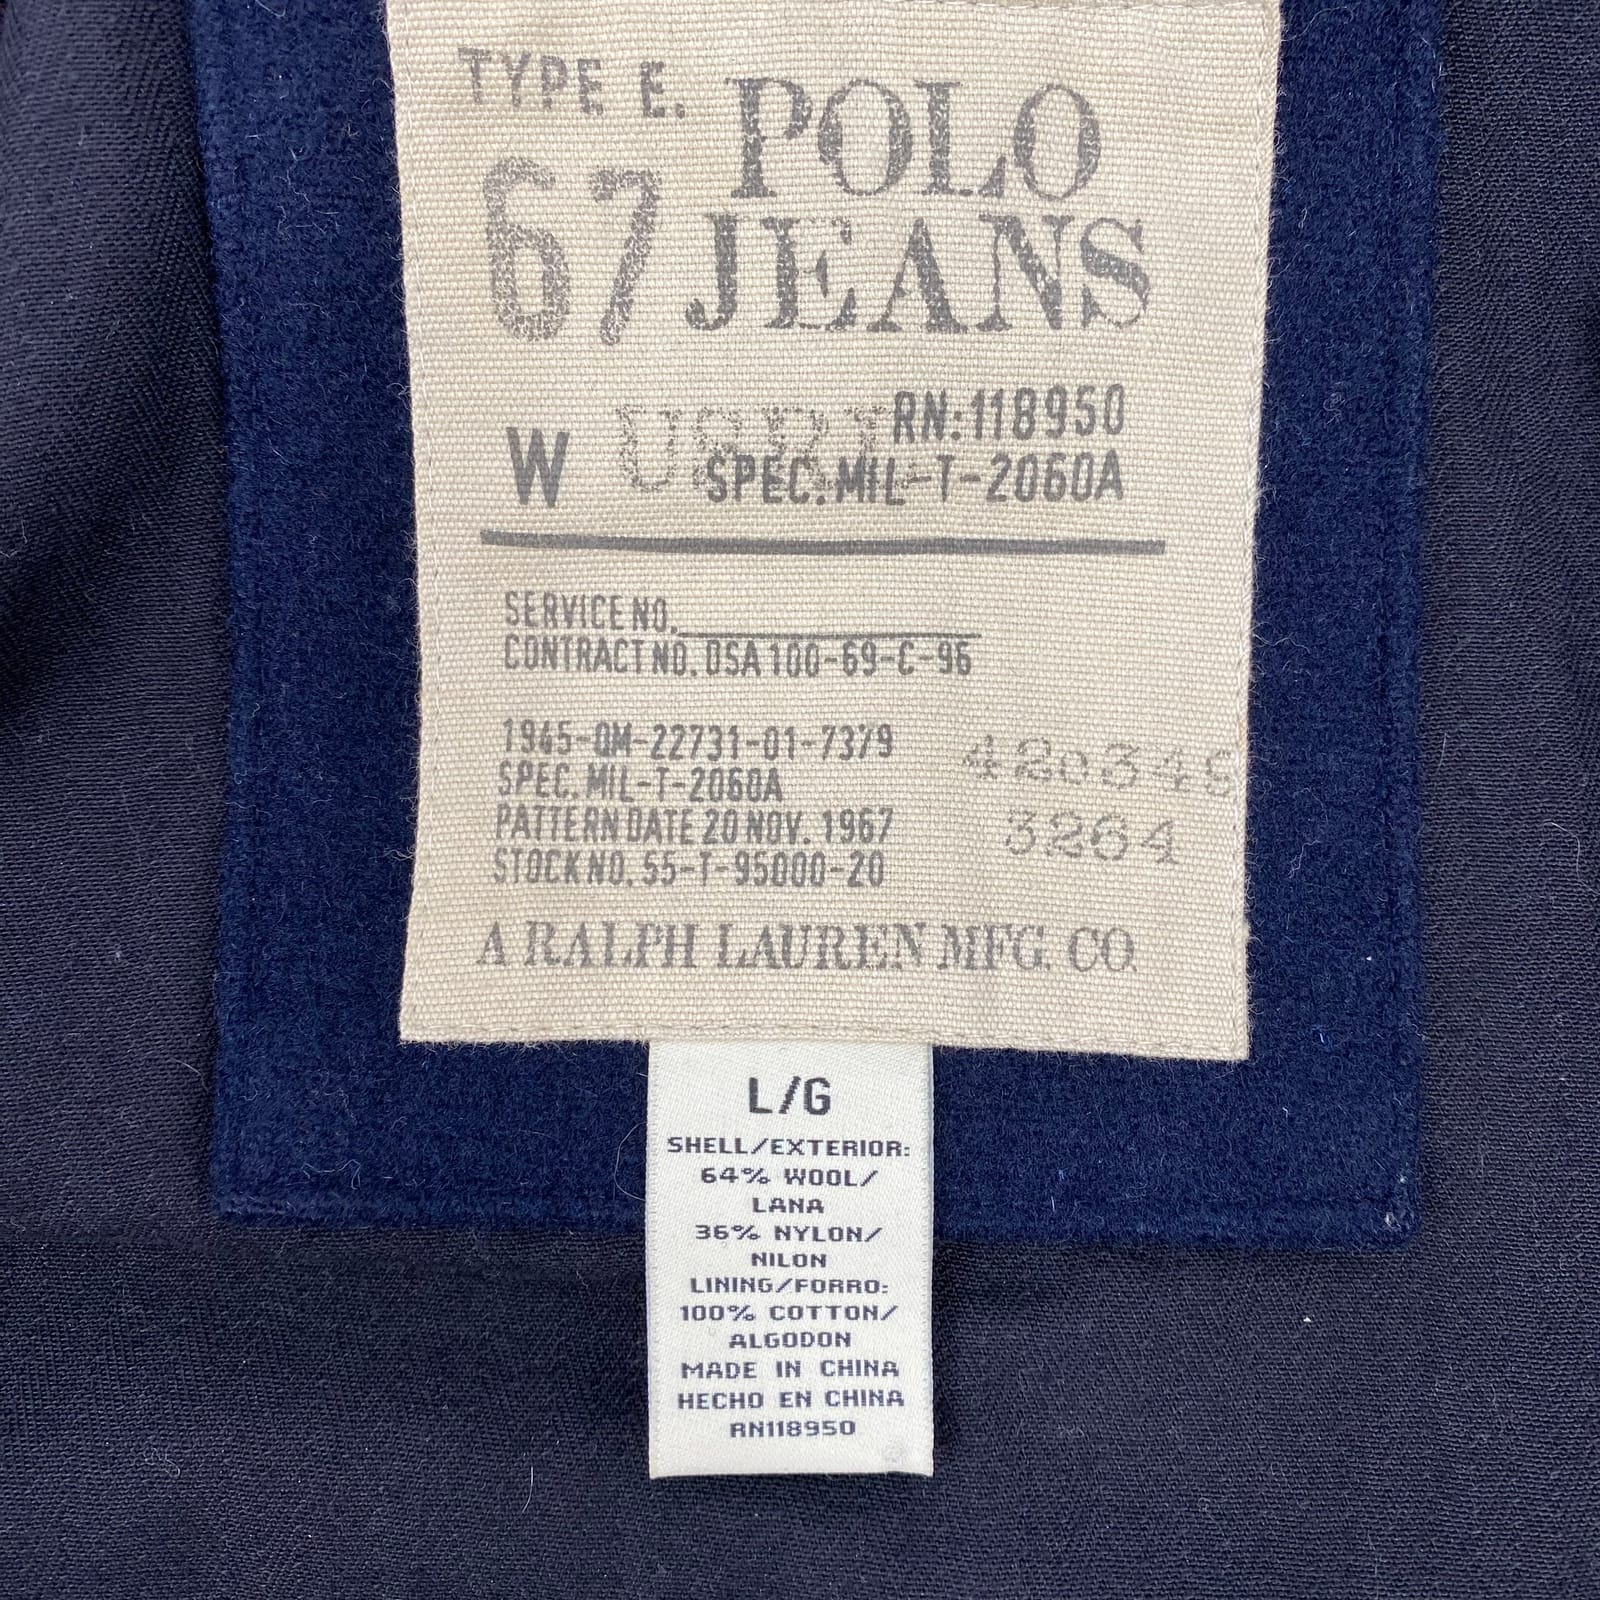 TYPE E.
67
POLO
JEANS
RN:118950
W
SPEC. MIL-T-2060A
SERVICE NO.
CONTRACT NO. DSA 100-69-C-96
1945-QM-22731-01-7379
SPEC. MIL-T-2060A
PATTERN DATE 20 NOV. 1967
STOCK NO. 55-T-95000-20
3264
A RALPH LAUREN MFG. CO.
L/G
SHELL/EXTERIOR:
64% WOOL/
LANA
36% NYLON/
NILON
LINING/FORRO:
100% COTTON/
ALGODON
MADE IN CHINA
HECHO EN CHINA
RN118950